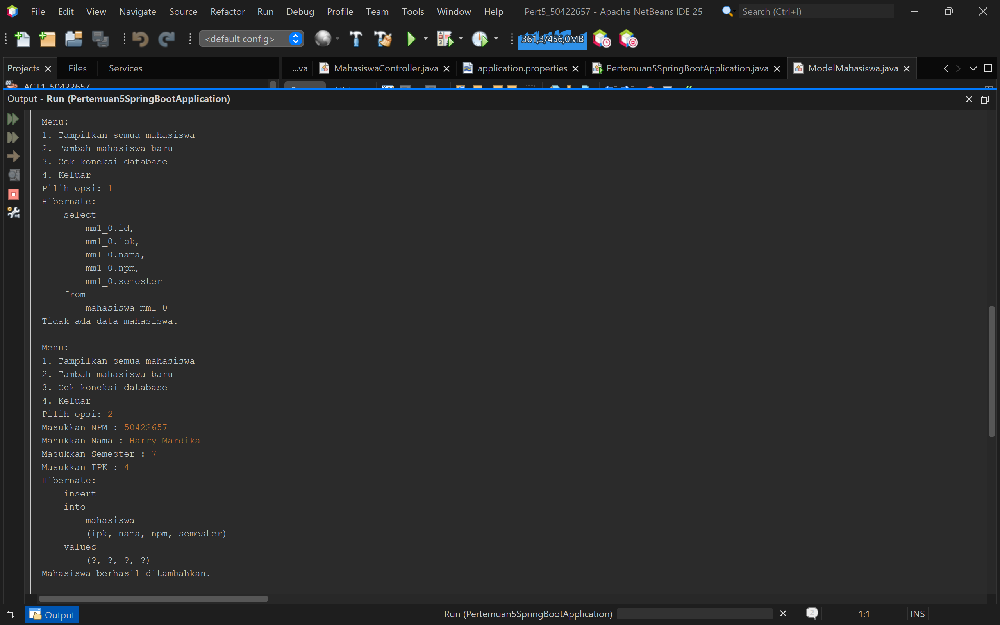 File Edit View Navigate Source Refactor Run Debug Profile Team Tools Window Help Pert5_50422657 - Apache NetBeans IDE 25 Search (Ctrl+I)
<default config> 361,3/456,0MB
Projects Files Services ...va MahasiswaController.java application.properties Pertemuan5SpringBootApplication.java ModelMahasiswa.java
ACT1_50422657
Output - Run (Pertemuan5SpringBootApplication)
Menu:
1. Tampilkan semua mahasiswa
2. Tambah mahasiswa baru
3. Cek koneksi database
4. Keluar
Pilih opsi: 1
Hibernate:
select
mm1_0.id,
mm1_0.ipk,
mm1_0.nama,
mm1_0.npm,
mm1_0.semester
from
mahasiswa mm1_0
Tidak ada data mahasiswa.
Menu:
1. Tampilkan semua mahasiswa
2. Tambah mahasiswa baru
3. Cek koneksi database
4. Keluar
Pilih opsi: 2
Masukkan NPM : 50422657
Masukkan Nama : Harry Mardika
Masukkan Semester : 7
Masukkan IPK : 4
Hibernate:
insert
into
mahasiswa
(ipk, nama, npm, semester)
values
(?, ?, ?, ?)
Mahasiswa berhasil ditambahkan.
Output Run (Pertemuan5SpringBootApplication) 2 1:1 INS